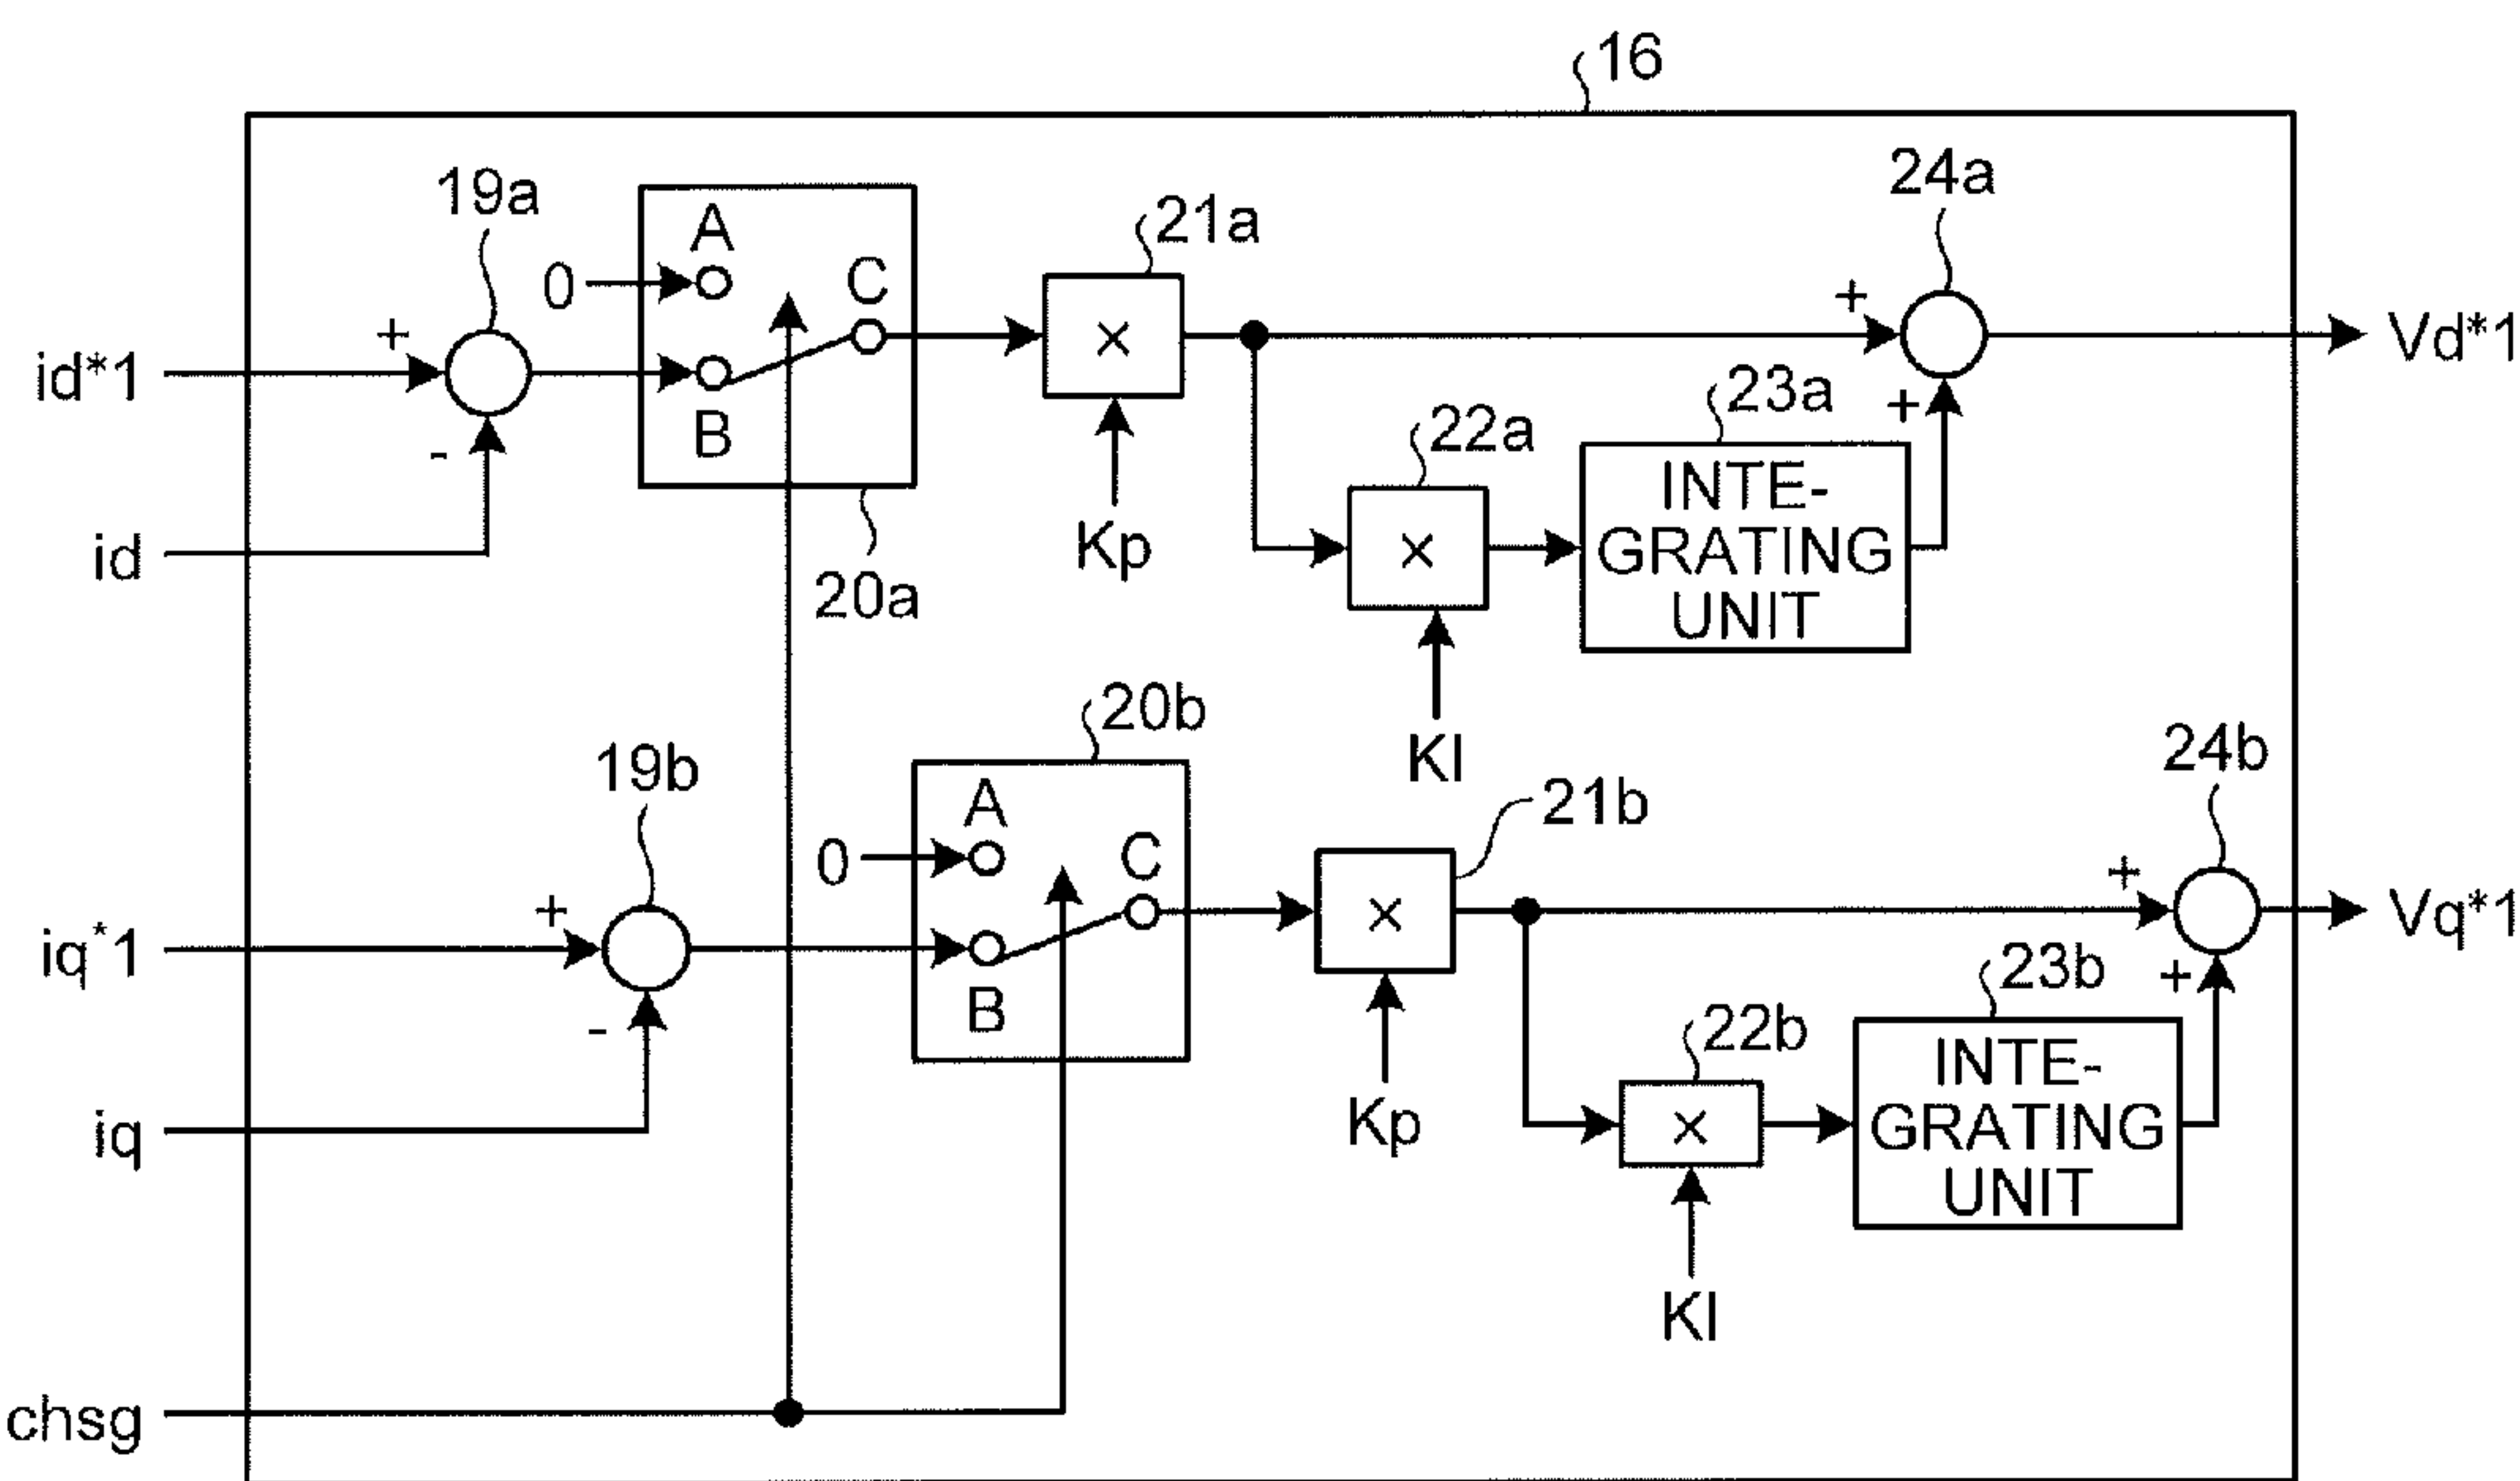 16
19a
A
0
C
B
20a
21a
24a
+
id*1
-
id
×
Kp
+
Vd*1
+
22a
×
KI
23a
INTE-
GRATING
UNIT
20b
19b
A
0
C
B
21b
24b
+
iq*1
-
iq
×
Kp
+
Vq*1
+
22b
×
KI
23b
INTE-
GRATING
UNIT
chsg